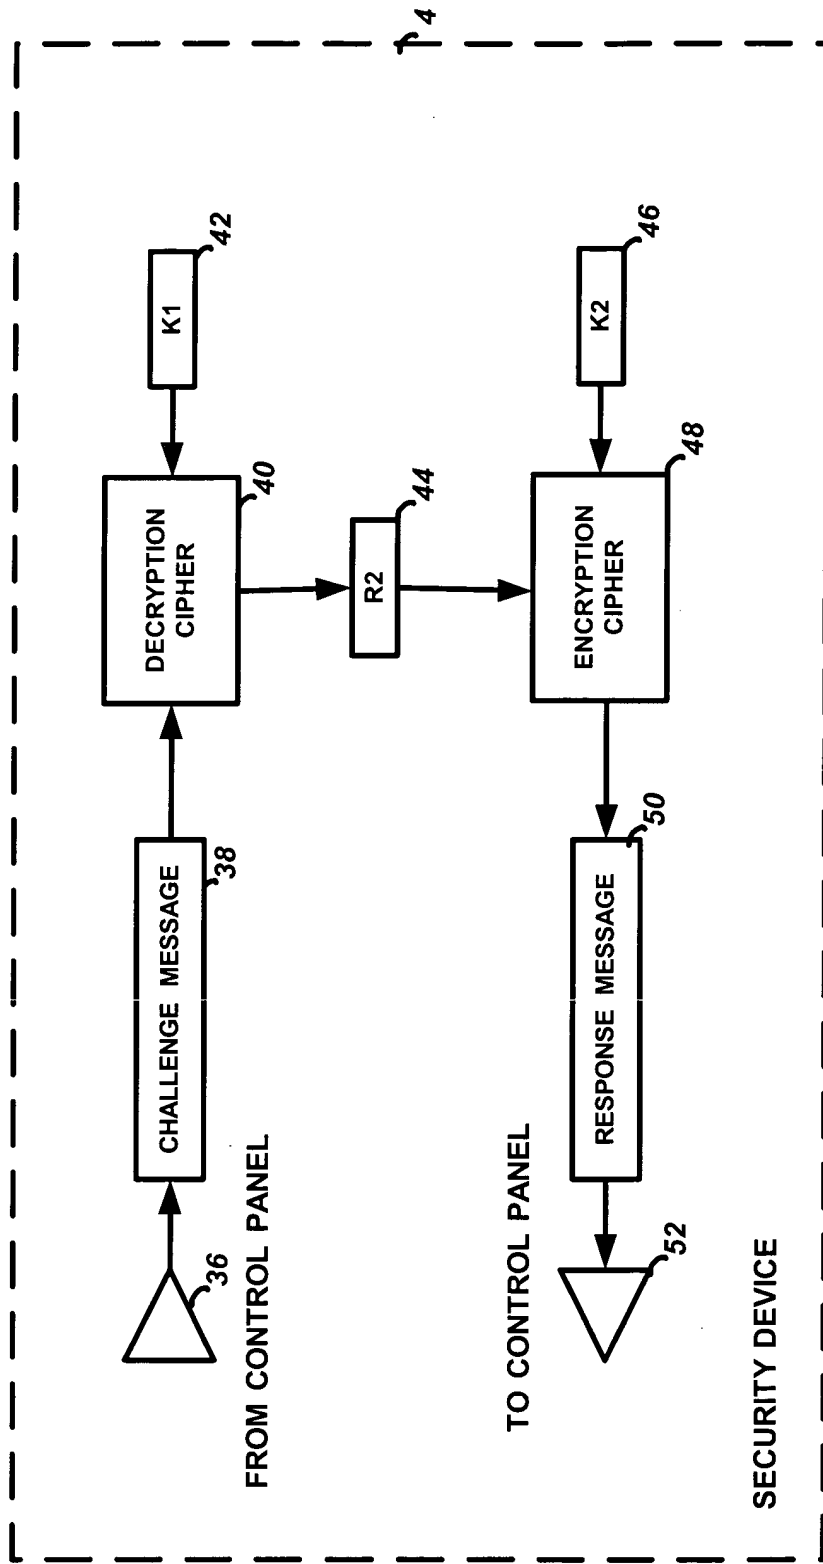 4
K1
42
DECRYPTION
CIPHER
40
CHALLENGE MESSAGE
38
36
FROM CONTROL PANEL
R2
44
K2
46
ENCRYPTION
CIPHER
48
RESPONSE MESSAGE
50
52
TO CONTROL PANEL
SECURITY DEVICE